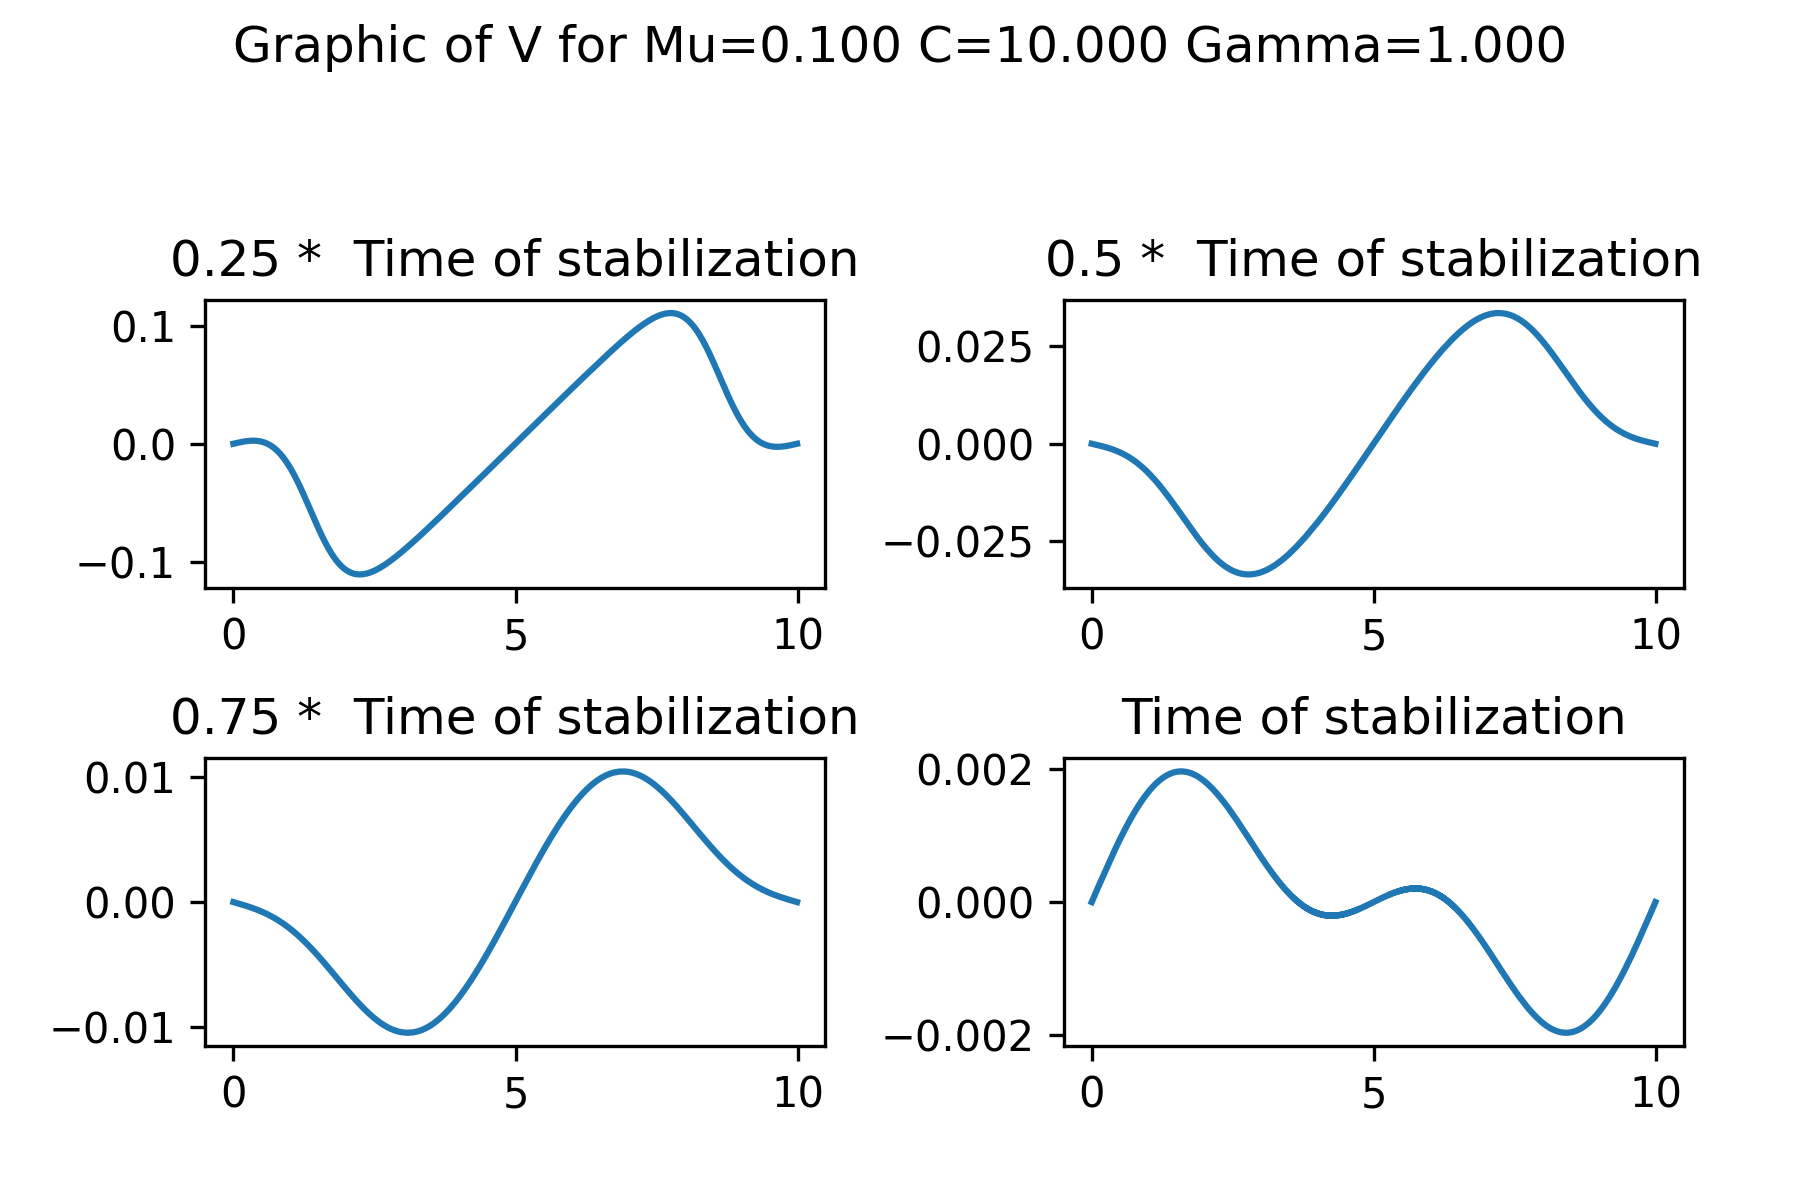 Graphic of V for Mu=0.100 C=10.000 Gamma=1.000
0.25 *  Time of stabilization
0.1
0.0
−0.1
0 5 10
0.5 *  Time of stabilization
0.025
0.000
−0.025
0 5 10
0.75 *  Time of stabilization
0.01
0.00
−0.01
0 5 10
Time of stabilization
0.002
0.000
−0.002
0 5 10